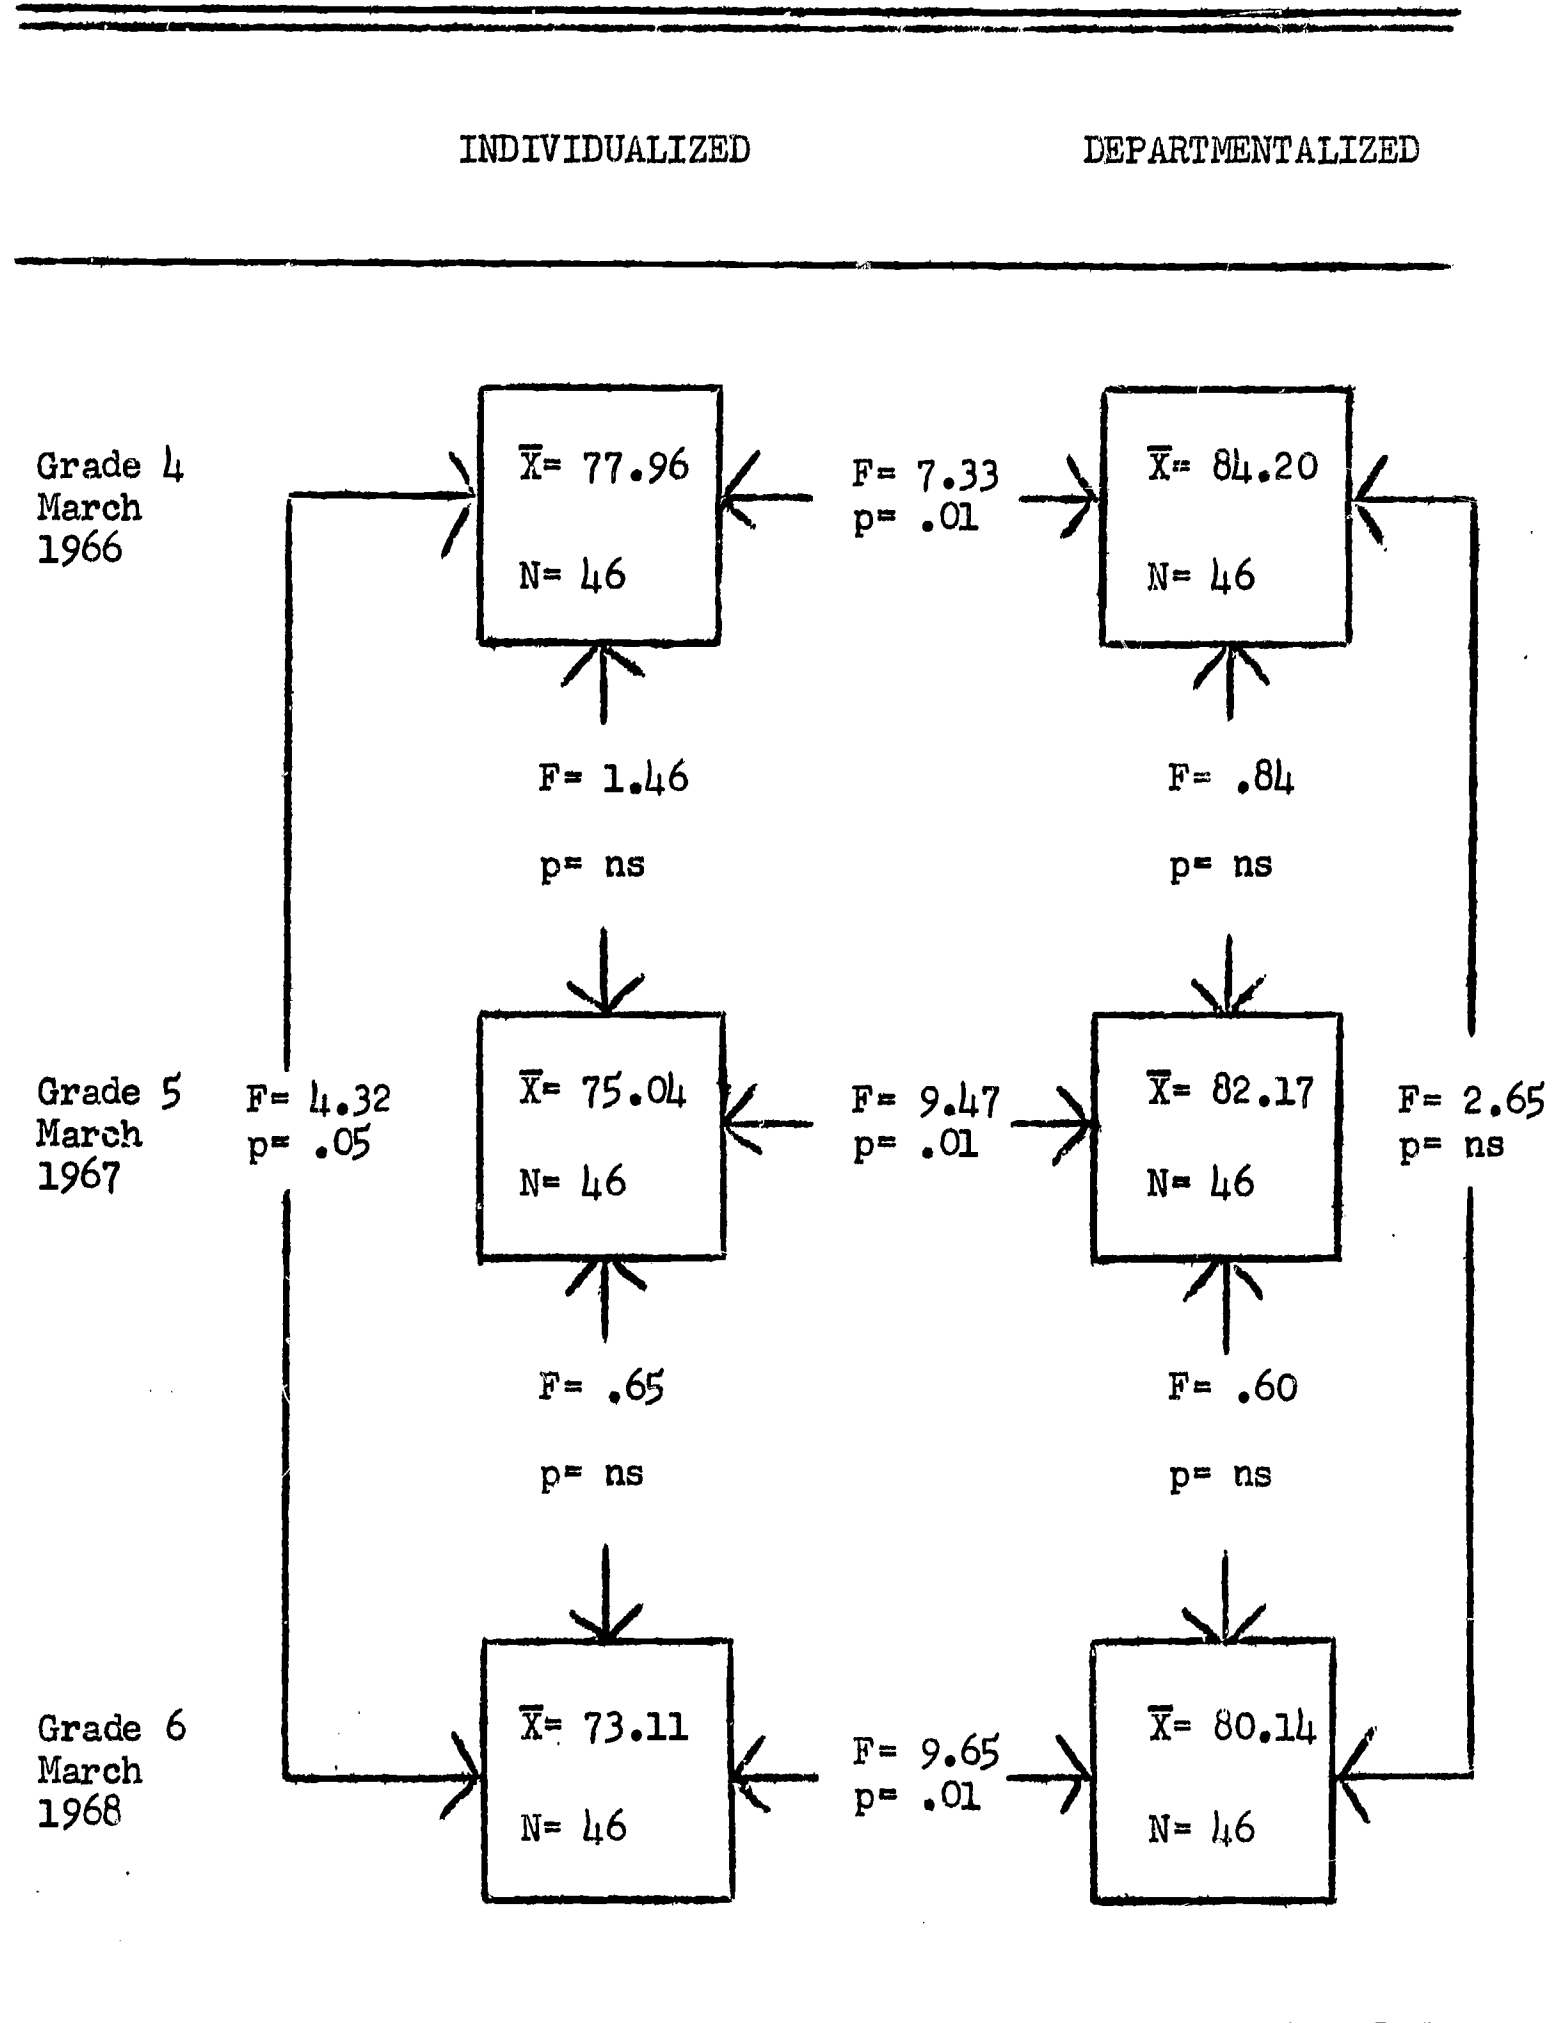 INDIVIDUALIZED DEPARTMENTALIZED
Grade 4
March
1966
X̅= 77.96
N= 46
F= 7.33
p= .01
X̅= 84.20
N= 46
F= 1.46
p= ns
F= .84
p= ns
Grade 5
March
1967
F= 4.32
p= .05
X̅= 75.04
N= 46
F= 9.47
p= .01
X̅= 82.17
N= 46
F= 2.65
p= ns
F= .65
p= ns
F= .60
p= ns
Grade 6
March
1968
X̅= 73.11
N= 46
F= 9.65
p= .01
X̅= 80.14
N= 46